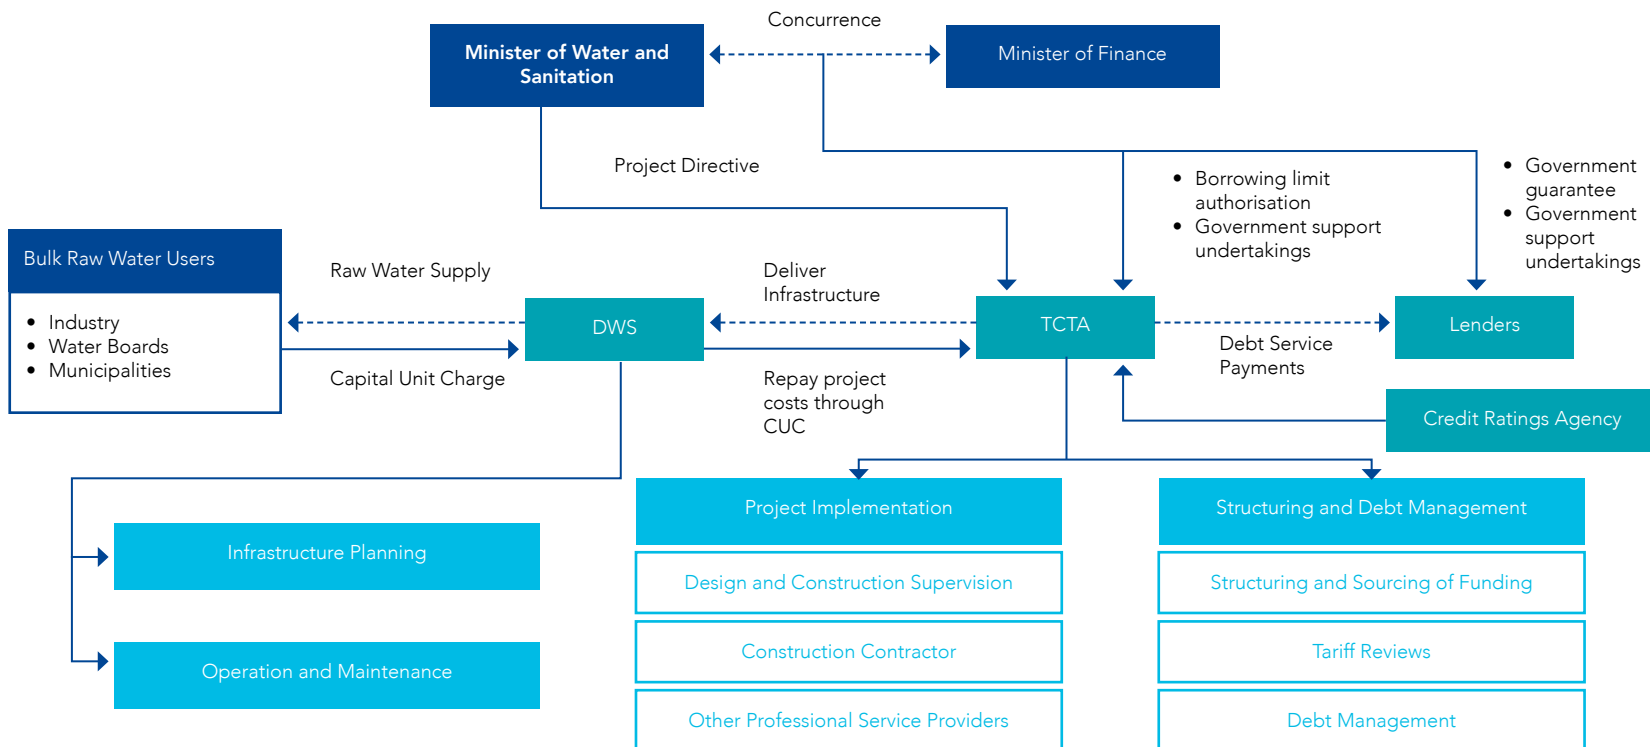 Concurrence
Minister of Water and
Sanitation
Minister of Finance
Project Directive
• Borrowing limit
authorisation
• Government support
undertakings
• Government
guarantee
• Government
support
undertakings
Bulk Raw Water Users
• Industry
• Water Boards
• Municipalities
Raw Water Supply
Capital Unit Charge
DWS
Deliver
Infrastructure
Repay project
costs through
CUC
TCTA
Debt Service
Payments
Lenders
Credit Ratings Agency
Infrastructure Planning
Operation and Maintenance
Project Implementation
Design and Construction Supervision
Construction Contractor
Other Professional Service Providers
Structuring and Debt Management
Structuring and Sourcing of Funding
Tariff Reviews
Debt Management